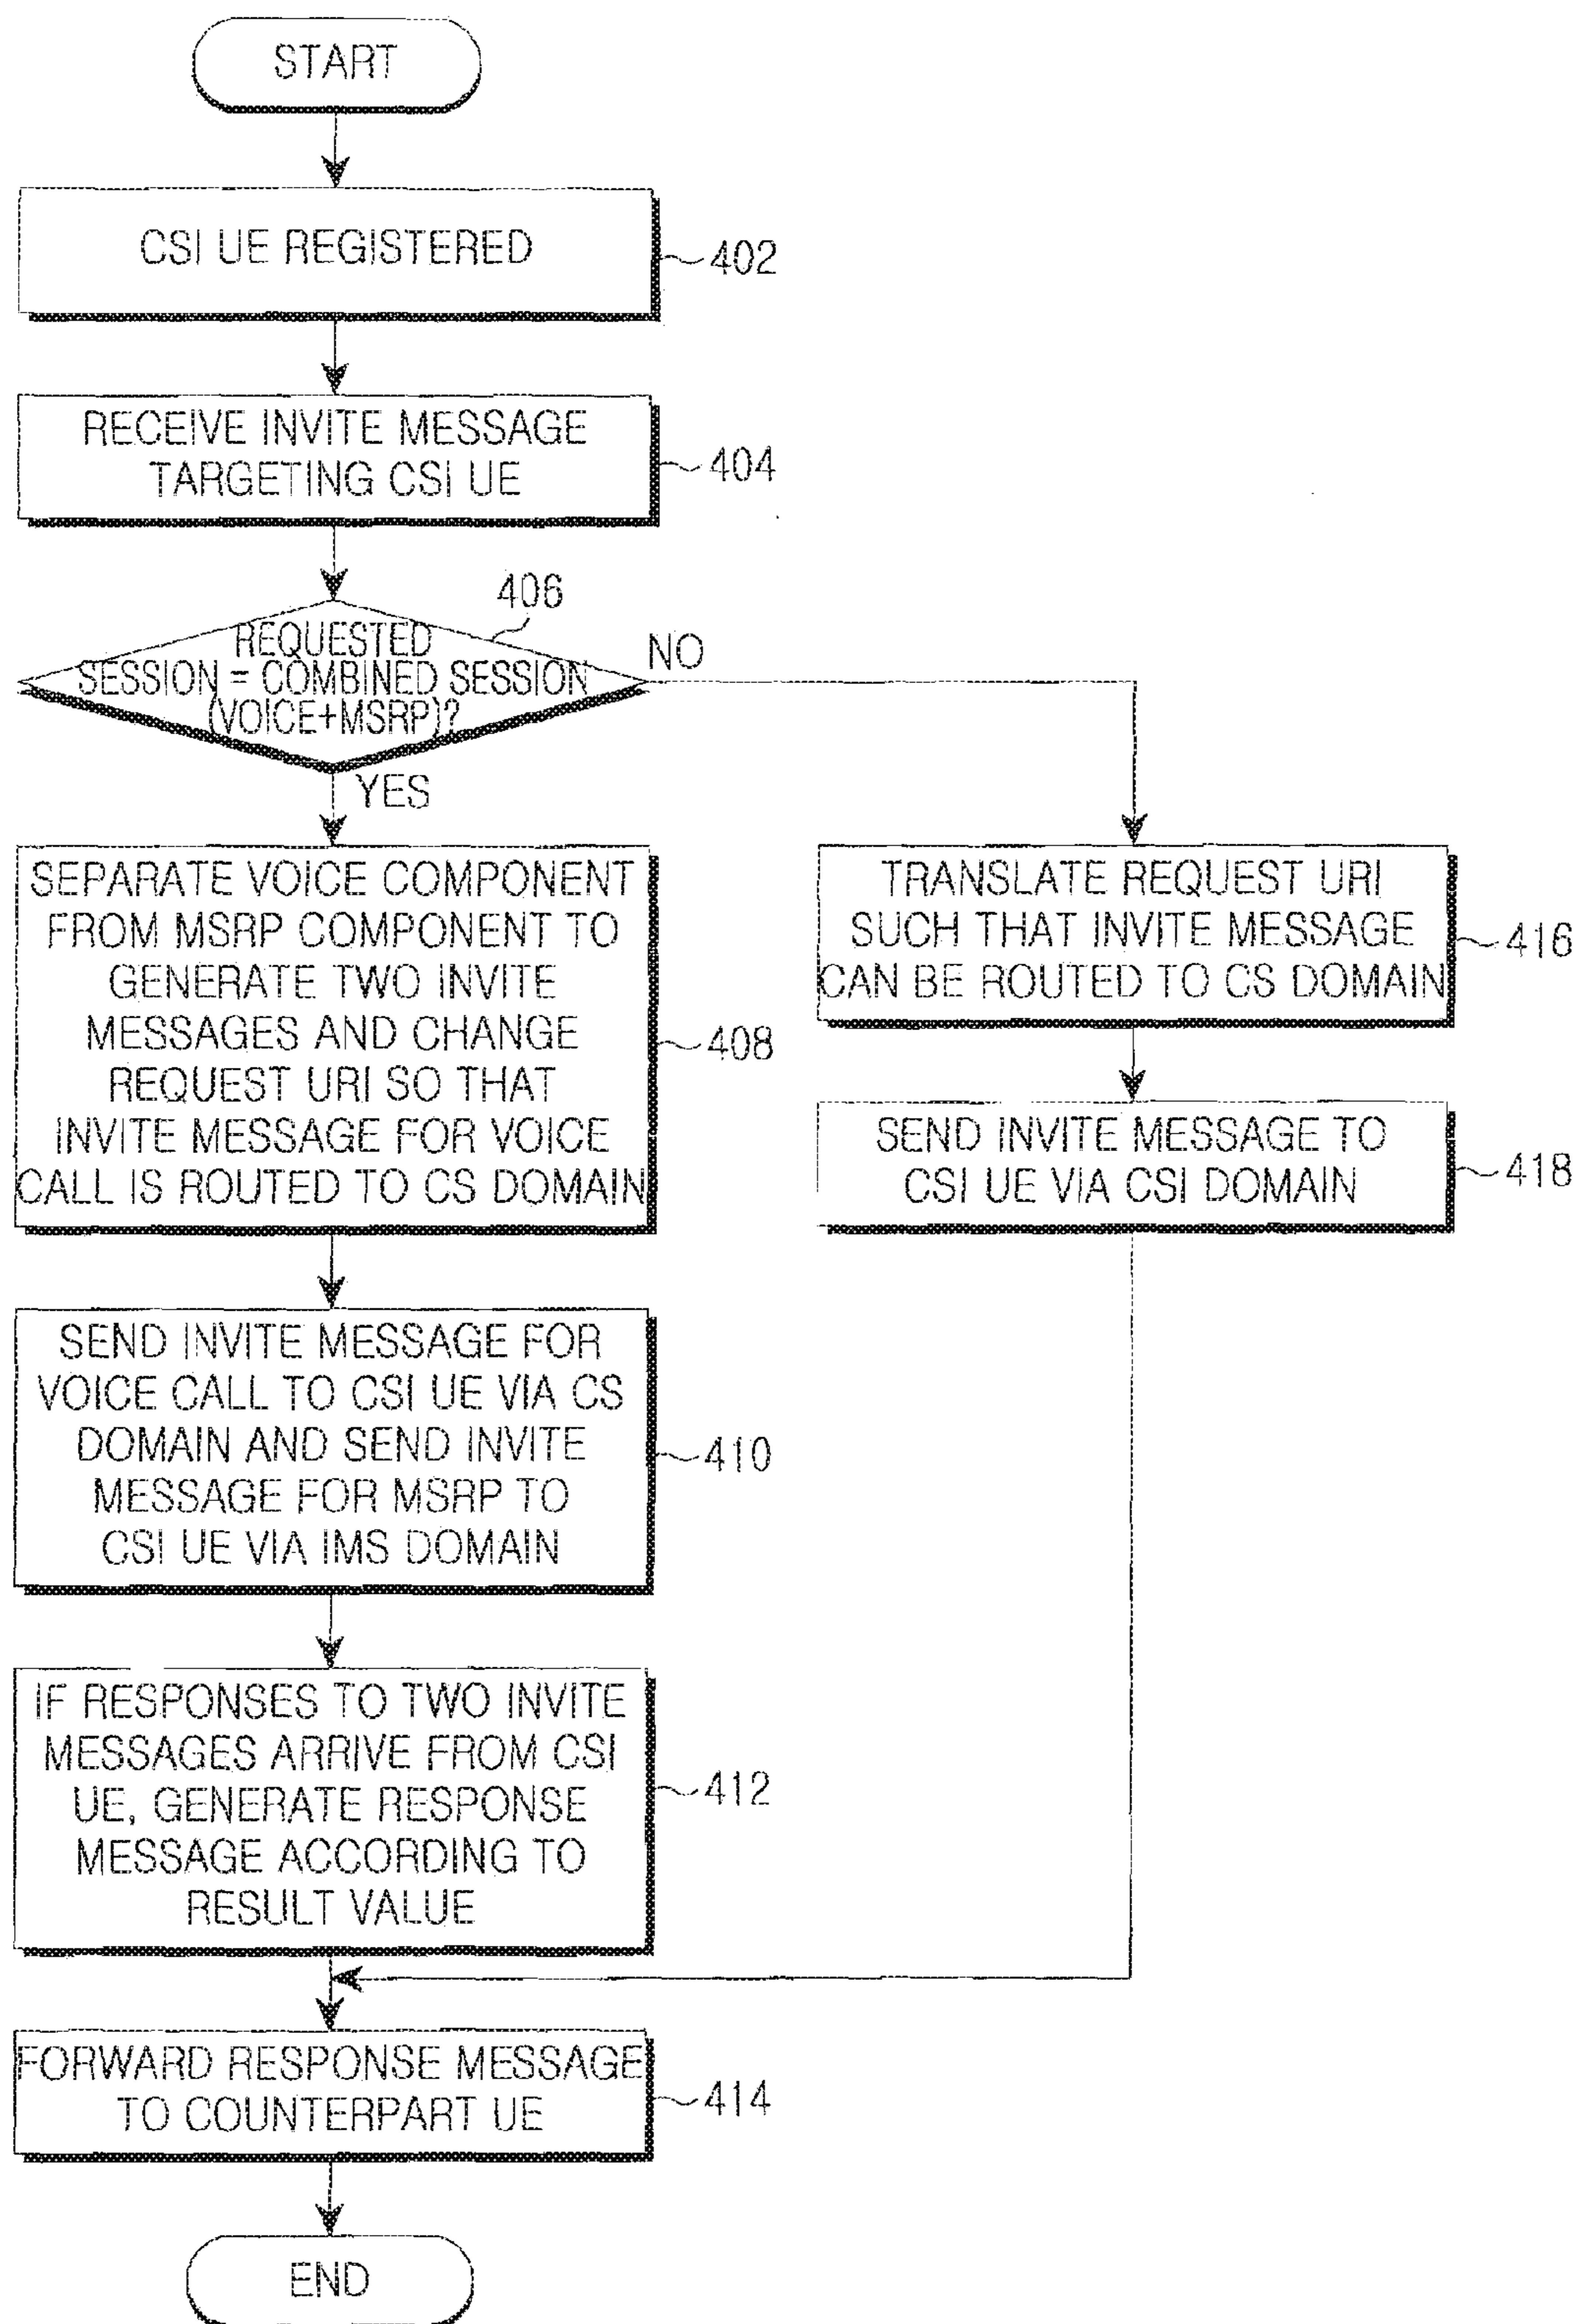 START
CSI UE REGISTERED
402
RECEIVE INVITE MESSAGE
TARGETING CSI UE
404
406
REQUESTED
SESSION = COMBINED SESSION
(VOICE+MSRP)?
NO
YES
SEPARATE VOICE COMPONENT
FROM MSRP COMPONENT TO
GENERATE TWO INVITE
MESSAGES AND CHANGE
REQUEST URI SO THAT
INVITE MESSAGE FOR VOICE
CALL IS ROUTED TO CS DOMAIN
408
TRANSLATE REQUEST URI
SUCH THAT INVITE MESSAGE
CAN BE ROUTED TO CS DOMAIN
416
SEND INVITE MESSAGE TO
CSI UE VIA CSI DOMAIN
418
SEND INVITE MESSAGE FOR
VOICE CALL TO CSI UE VIA CS
DOMAIN AND SEND INVITE
MESSAGE FOR MSRP TO
CSI UE VIA IMS DOMAIN
410
IF RESPONSES TO TWO INVITE
MESSAGES ARRIVE FROM CSI
UE, GENERATE RESPONSE
MESSAGE ACCORDING TO
RESULT VALUE
412
FORWARD RESPONSE MESSAGE
TO COUNTERPART UE
414
END